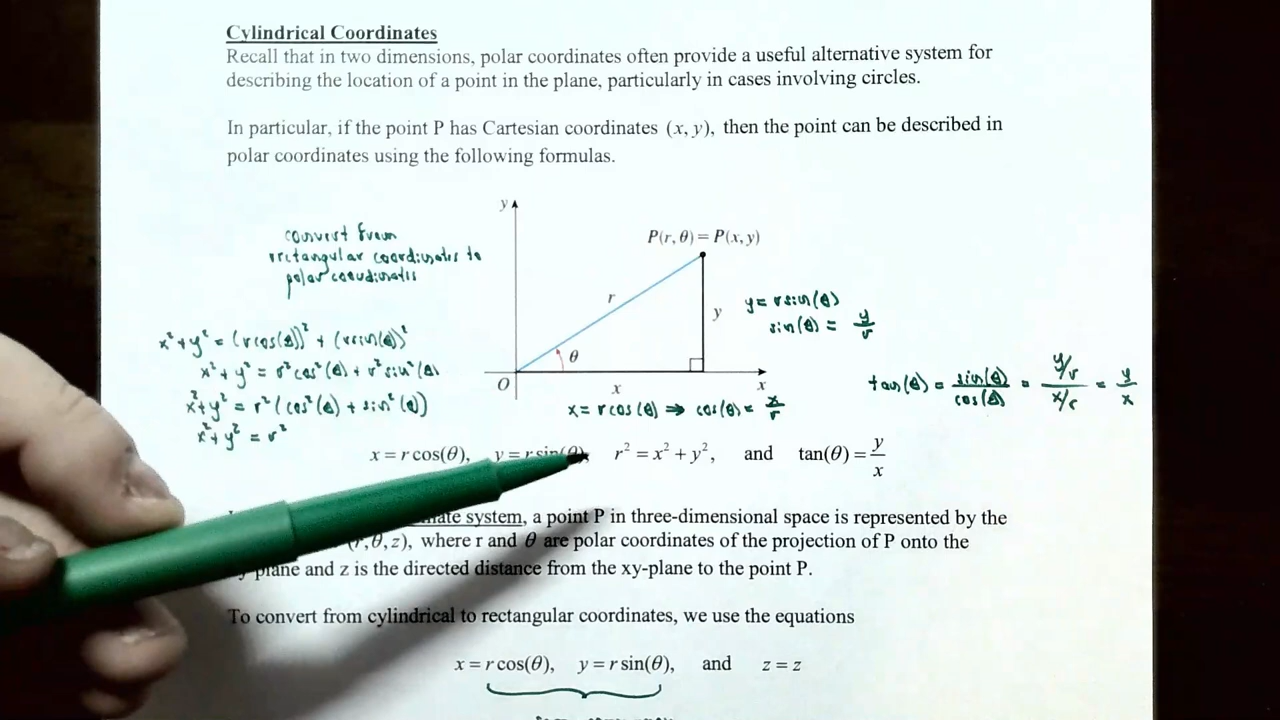 Cylindrical Coordinates
Recall that in two dimensions, polar coordinates often provide a useful alternative system for
describing the location of a point in the plane, particularly in cases involving circles.
In particular, if the point P has Cartesian coordinates (x, y), then the point can be described in
polar coordinates using the following formulas.
convert from
rectangular coordinates to
polar coordinates
y
P(r, θ) = P(x, y)
r
y
θ
O
x
x
y = r sin(θ)
sin(θ) = y/r
x² + y² = (r cos(θ))² + (r sin(θ))²
x² + y² = r² cos²(θ) + r² sin²(θ)
x² + y² = r² (cos²(θ) + sin²(θ))
x² + y² = r²
x = r cos(θ) ⇒ cos(θ) = x/r
tan(θ) = sin(θ)/cos(θ) = (y/r)/(x/r) = y/x
x = r cos(θ), y = r sin(θ), r² = x² + y², and tan(θ) = y/x
system, a point P in three-dimensional space is represented by the
(r, θ, z), where r and θ are polar coordinates of the projection of P onto the
plane and z is the directed distance from the xy-plane to the point P.
To convert from cylindrical to rectangular coordinates, we use the equations
x = r cos(θ), y = r sin(θ), and z = z